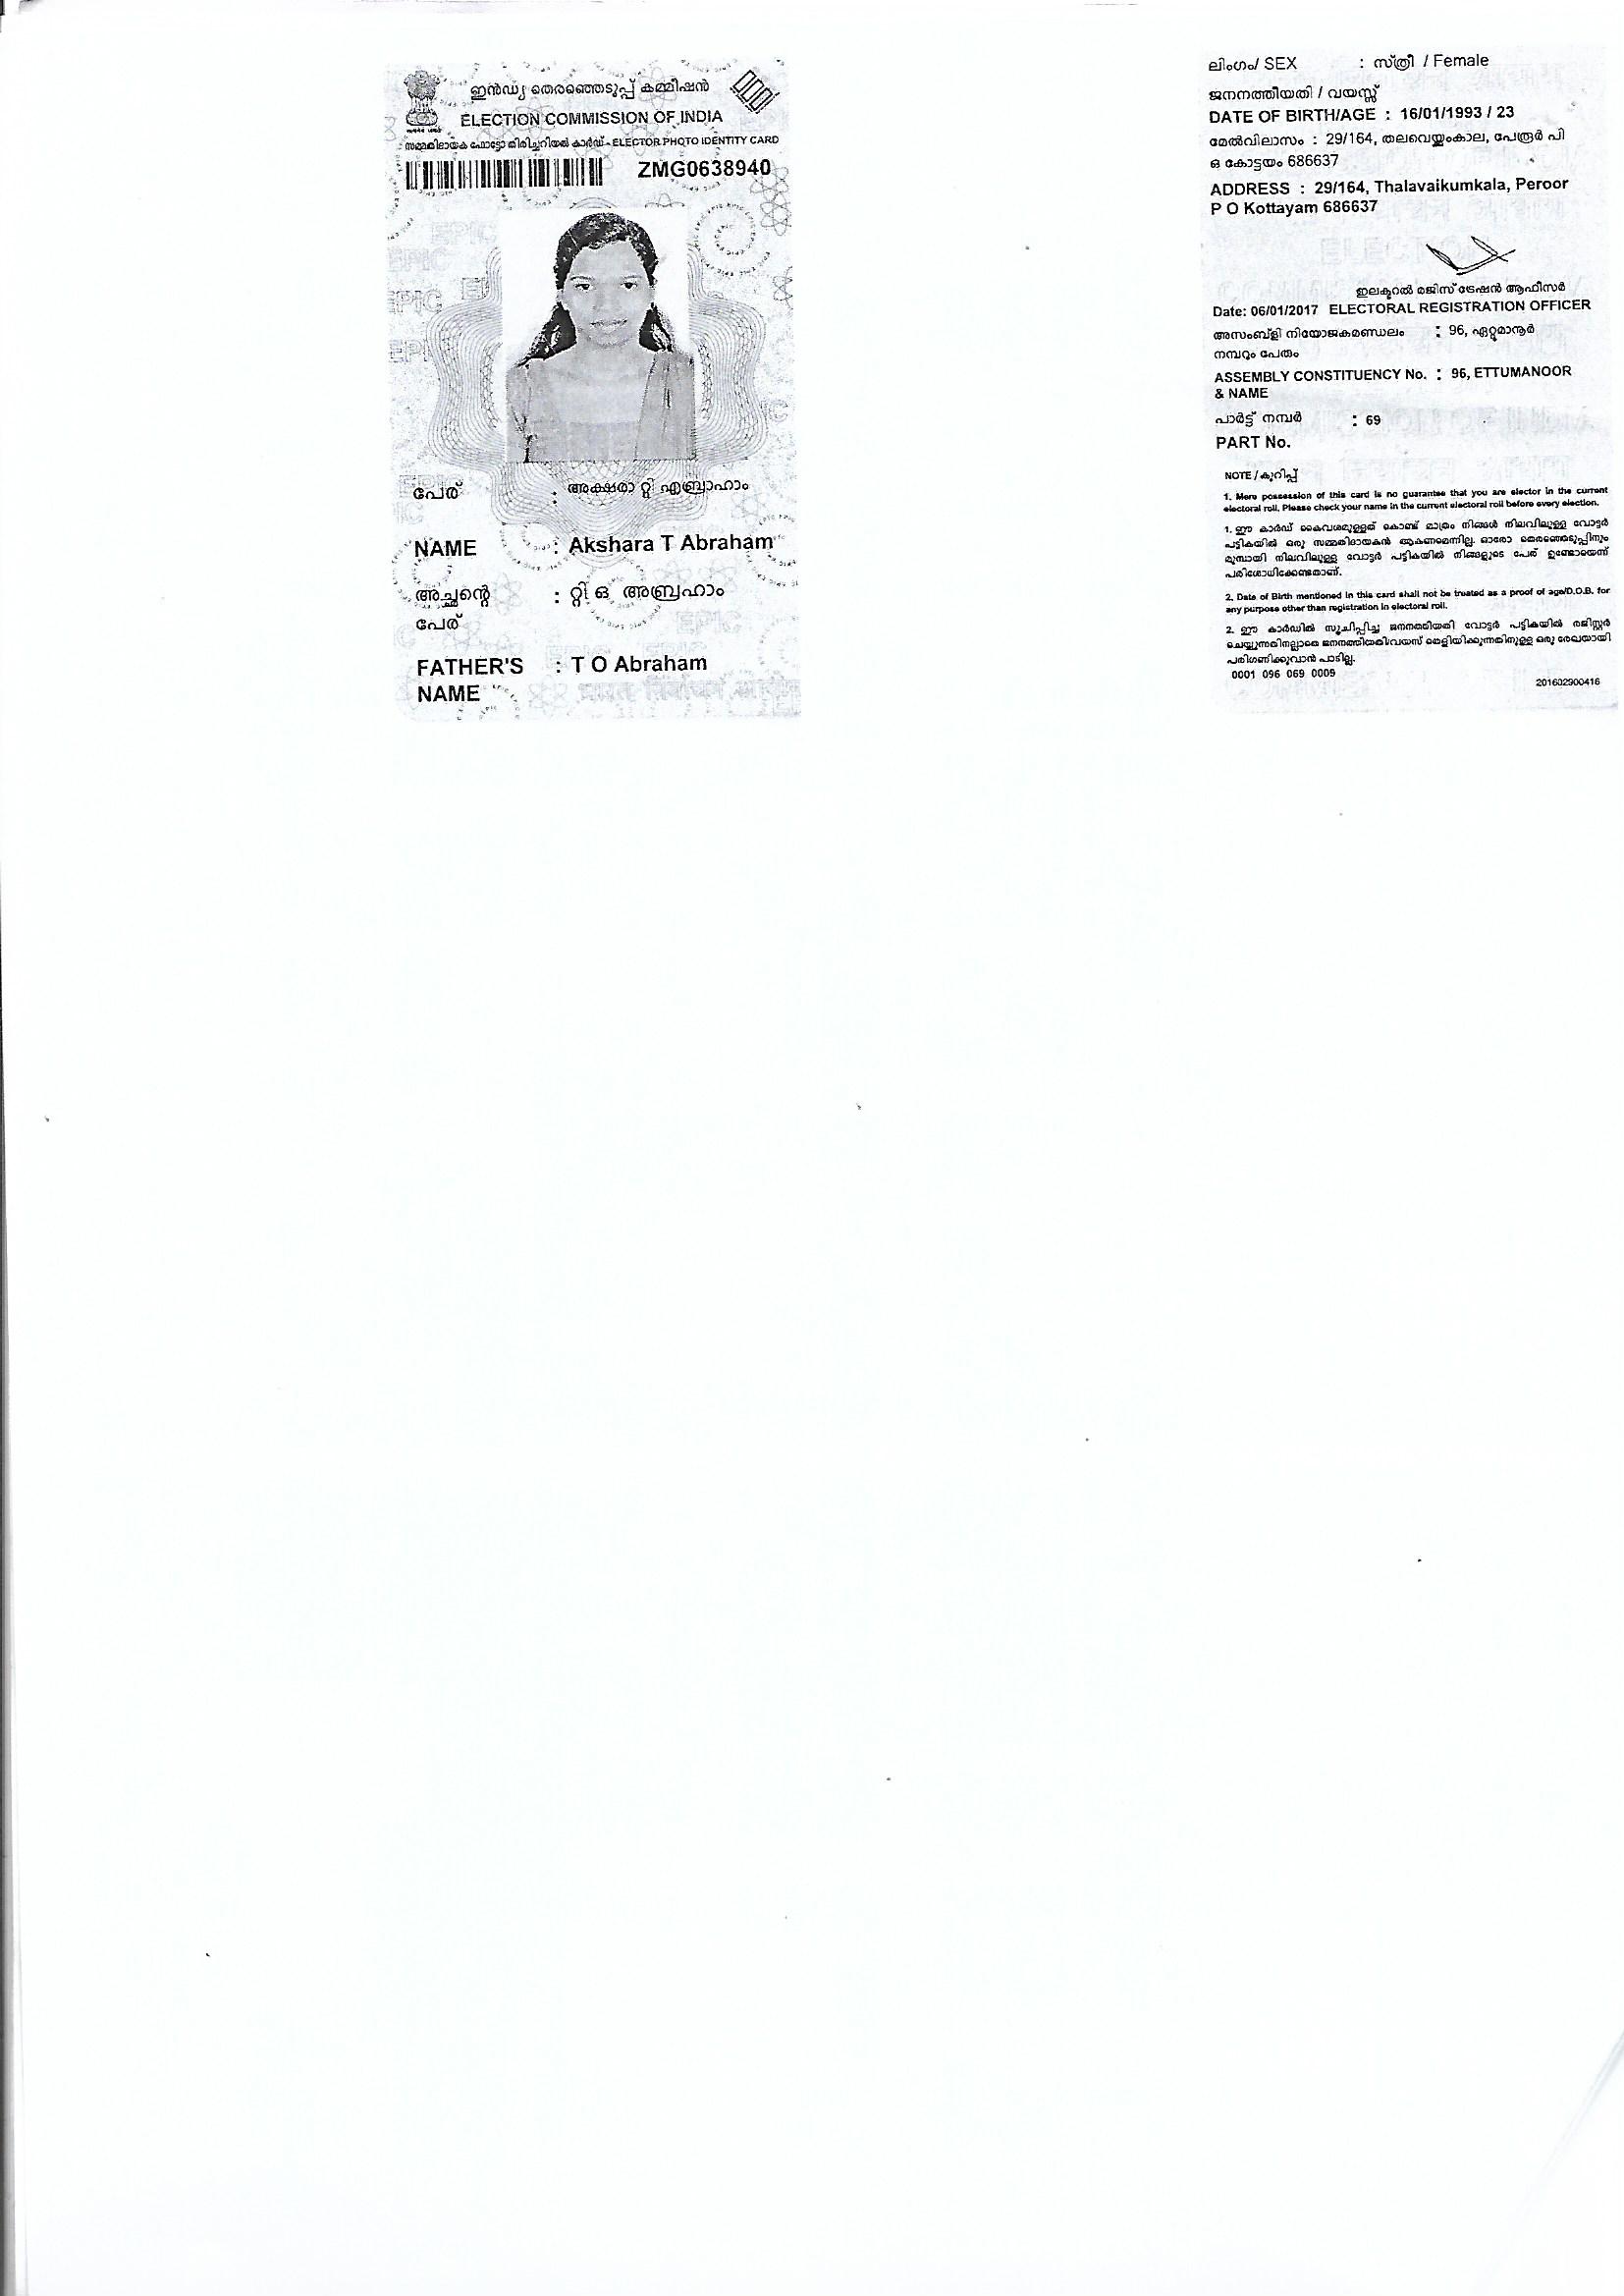 ഇൻഡ്യ തെരഞ്ഞെടുപ്പ് കമ്മീഷൻ
ELECTION COMMISSION OF INDIA
സമ്മതിദായക ഫോട്ടോ തിരിച്ചറിയൽ കാർഡ് - ELECTOR PHOTO IDENTITY CARD
ZMG0638940
പേര് : അക്ഷരാ റ്റി എബ്രാഹാം
NAME : Akshara T Abraham
അച്ഛന്റെ : റ്റി ഒ അബ്രഹാം
പേര്
FATHER'S : T O Abraham
NAME
ലിംഗം/ SEX : സ്ത്രീ / Female
ജനനത്തീയതി / വയസ്സ്
DATE OF BIRTH/AGE : 16/01/1993 / 23
മേൽവിലാസം : 29/164, തലവെയ്ക്കുംകാല, പേരൂർ പി
ഒ കോട്ടയം 686637
ADDRESS : 29/164, Thalavaikumkala, Peroor
P O Kottayam 686637
ഇലക്ടറൽ രജിസ്ട്രേഷൻ ആഫീസർ
Date: 06/01/2017 ELECTORAL REGISTRATION OFFICER
അസംബ്ളി നിയോജകമണ്ഡലം : 96, ഏറ്റുമാനൂർ
നമ്പറും പേരും
ASSEMBLY CONSTITUENCY No. : 96, ETTUMANOOR
& NAME
പാർട്ട് നമ്പർ : 69
PART No.
NOTE / കുറിപ്പ്
1. Mere possession of this card is no guarantee that you are elector in the current
electoral roll. Please check your name in the current electoral roll before every election.
1. ഈ കാർഡ് കൈവശമുള്ളത് കൊണ്ട് മാത്രം നിങ്ങൾ നിലവിലുള്ള വോട്ടർ
പട്ടികയിൽ ഒരു സമ്മതിദായകൻ ആകണമെന്നില്ല. ഓരോ തെരഞ്ഞെടുപ്പിനും
മുമ്പായി നിലവിലുള്ള വോട്ടർ പട്ടികയിൽ നിങ്ങളുടെ പേര് ഉണ്ടോയെന്ന്
പരിശോധിക്കേണ്ടതാണ്.
2. Date of Birth mentioned in this card shall not be treated as a proof of age/D.O.B. for
any purpose other than registration in electoral roll.
2. ഈ കാർഡിൽ സൂചിപ്പിച്ച ജനനത്തിയതി വോട്ടർ പട്ടികയിൽ രജിസ്റ്റർ
ചെയ്യുന്നതിനല്ലാതെ ജനനത്തിയതി/വയസ് തെളിയിക്കുന്നതിനുള്ള ഒരു രേഖയായി
പരിഗണിക്കുവാൻ പാടില്ല.
0001 096 069 0009
201602900416